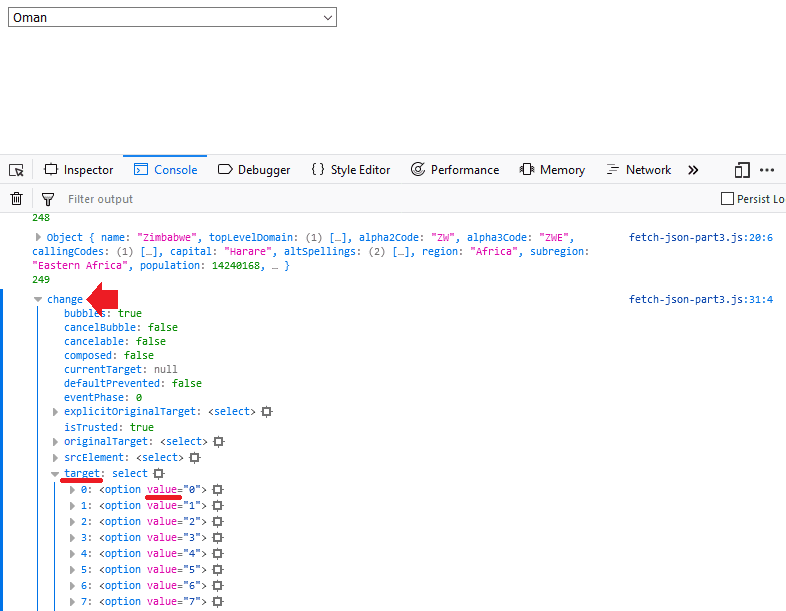 Oman
Inspector Console Debugger {} Style Editor Performance Memory Network »
Filter output Persist Lo
248
Object { name: "Zimbabwe", topLevelDomain: (1) […], alpha2Code: "ZW", alpha3Code: "ZWE", fetch-json-part3.js:20:6
callingCodes: (1) […], capital: "Harare", altSpellings: (2) […], region: "Africa", subregion:
"Eastern Africa", population: 14240168, … }
249
change fetch-json-part3.js:31:4
bubbles: true
cancelBubble: false
cancelable: false
composed: false
currentTarget: null
defaultPrevented: false
eventPhase: 0
explicitOriginalTarget: <select>
isTrusted: true
originalTarget: <select>
srcElement: <select>
target: select
0: <option value="0">
1: <option value="1">
2: <option value="2">
3: <option value="3">
4: <option value="4">
5: <option value="5">
6: <option value="6">
7: <option value="7">